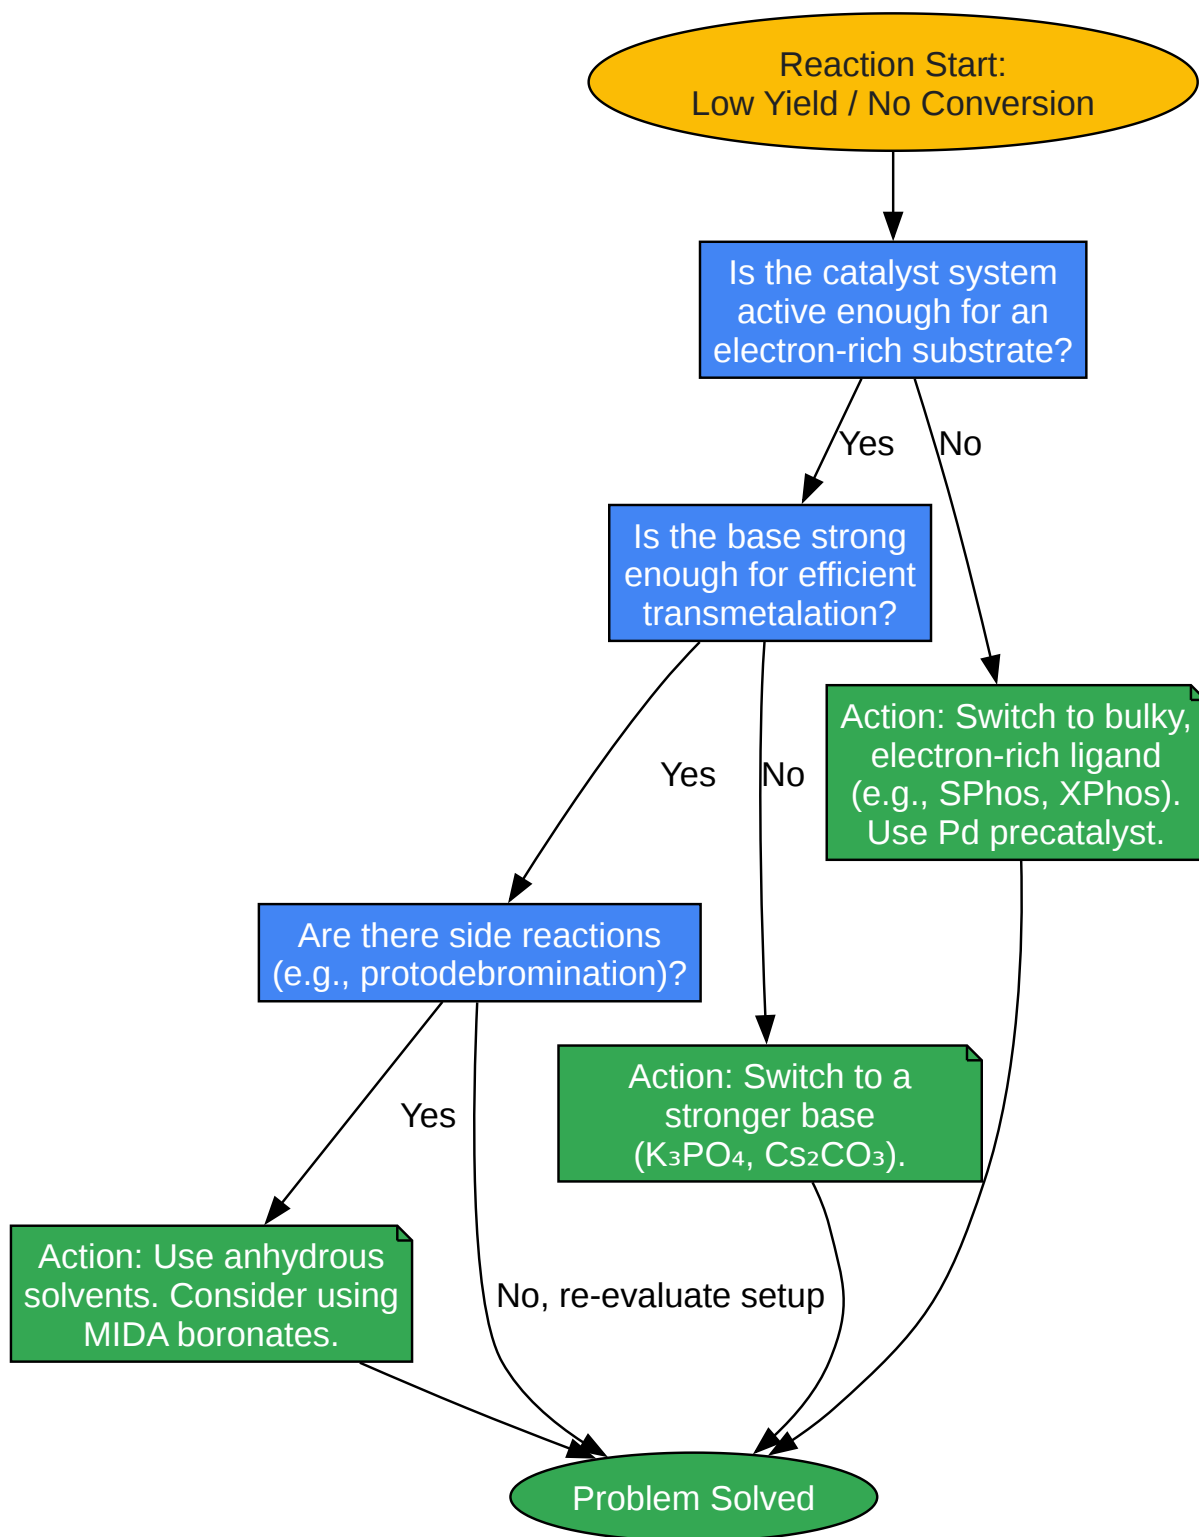 Reaction Start:
Low Yield / No Conversion
Is the catalyst system
active enough for an
electron-rich substrate?
Yes
No
Is the base strong
enough for efficient
transmetalation?
Action: Switch to bulky,
electron-rich ligand
(e.g., SPhos, XPhos).
Use Pd precatalyst.
Yes
No
Are there side reactions
(e.g., protodebromination)?
Action: Switch to a
stronger base
(K₃PO₄, Cs₂CO₃).
Yes
No, re-evaluate setup
Action: Use anhydrous
solvents. Consider using
MIDA boronates.
Problem Solved